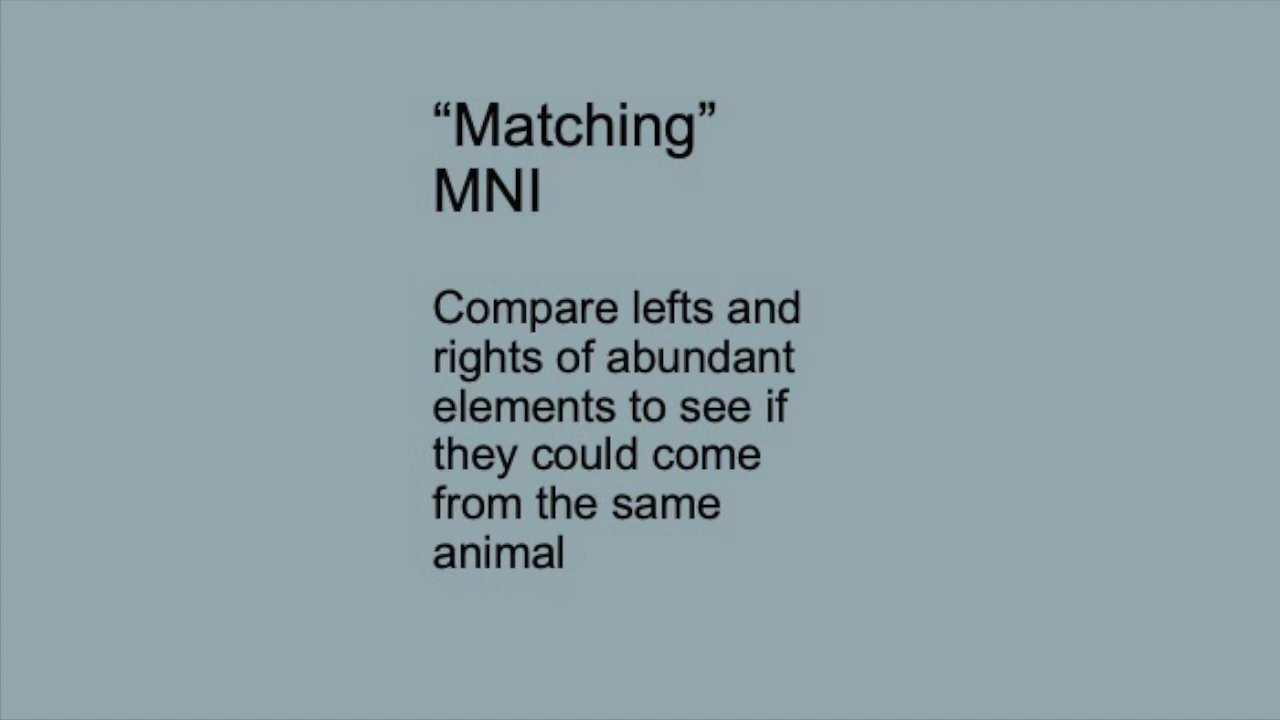 “Matching”
MNI
Compare lefts and
rights of abundant
elements to see if
they could come
from the same
animal